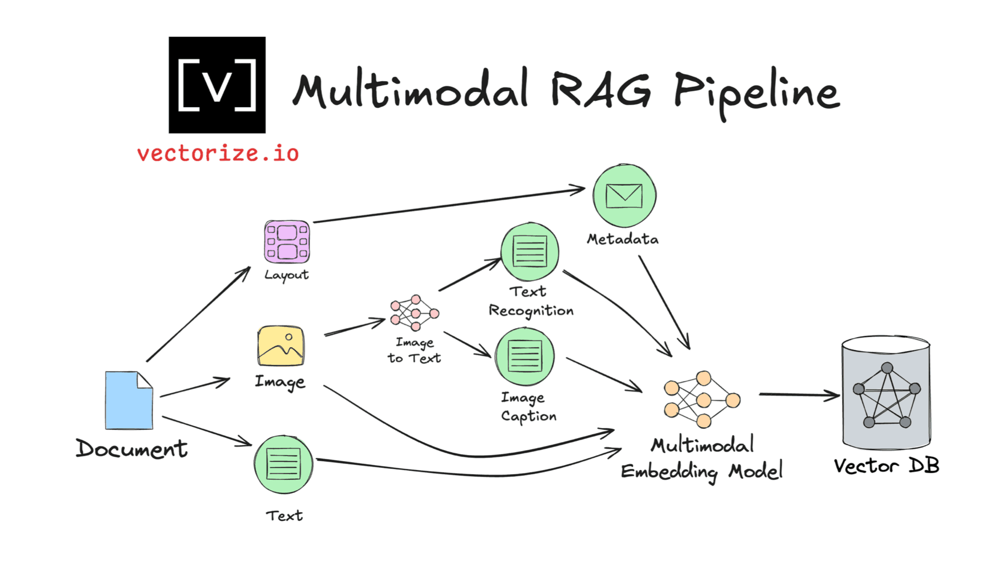 [V]
Multimodal RAG Pipeline
vectorize.io
Metadata
Layout
Text
Recognition
Image
to Text
Image
Image
Caption
Document
Multimodal
Embedding Model
Vector DB
Text